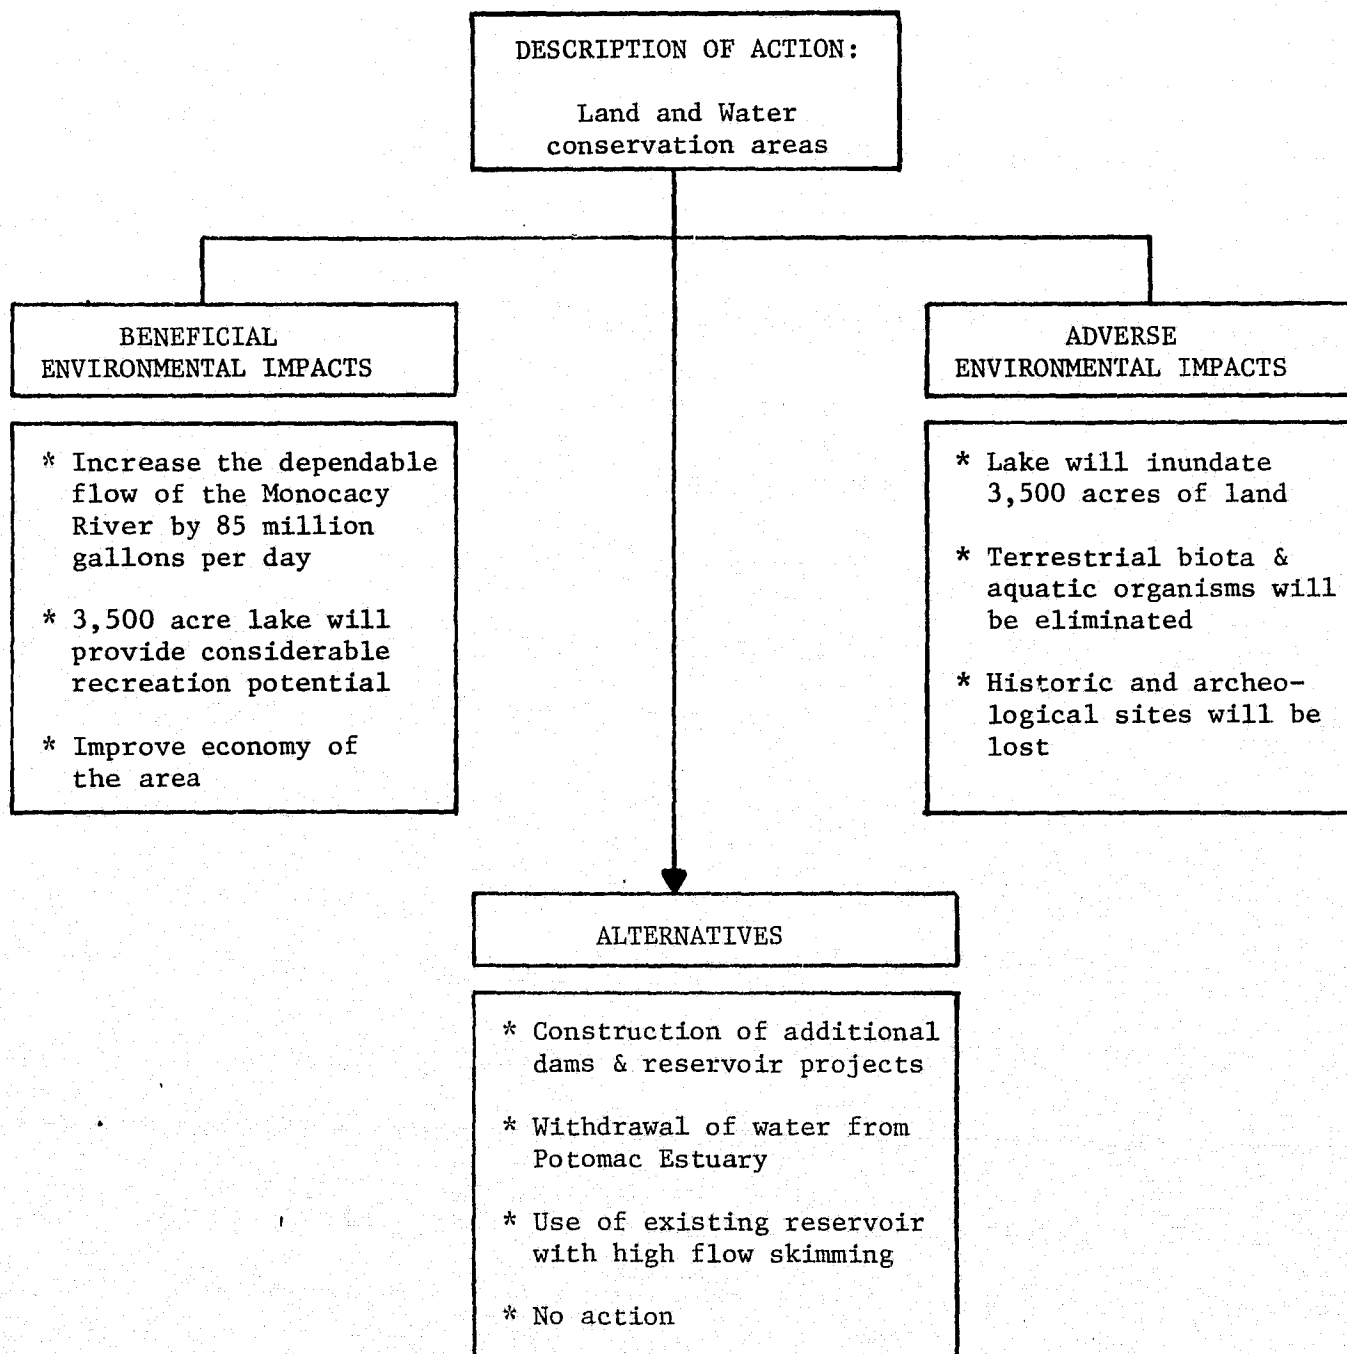 DESCRIPTION OF ACTION:
Land and Water
conservation areas
BENEFICIAL
ENVIRONMENTAL IMPACTS
* Increase the dependable
flow of the Monocacy
River by 85 million
gallons per day
* 3,500 acre lake will
provide considerable
recreation potential
* Improve economy of
the area
ADVERSE
ENVIRONMENTAL IMPACTS
* Lake will inundate
3,500 acres of land
* Terrestrial biota &
aquatic organisms will
be eliminated
* Historic and archeo-
logical sites will be
lost
ALTERNATIVES
* Construction of additional
dams & reservoir projects
* Withdrawal of water from
Potomac Estuary
* Use of existing reservoir
with high flow skimming
* No action